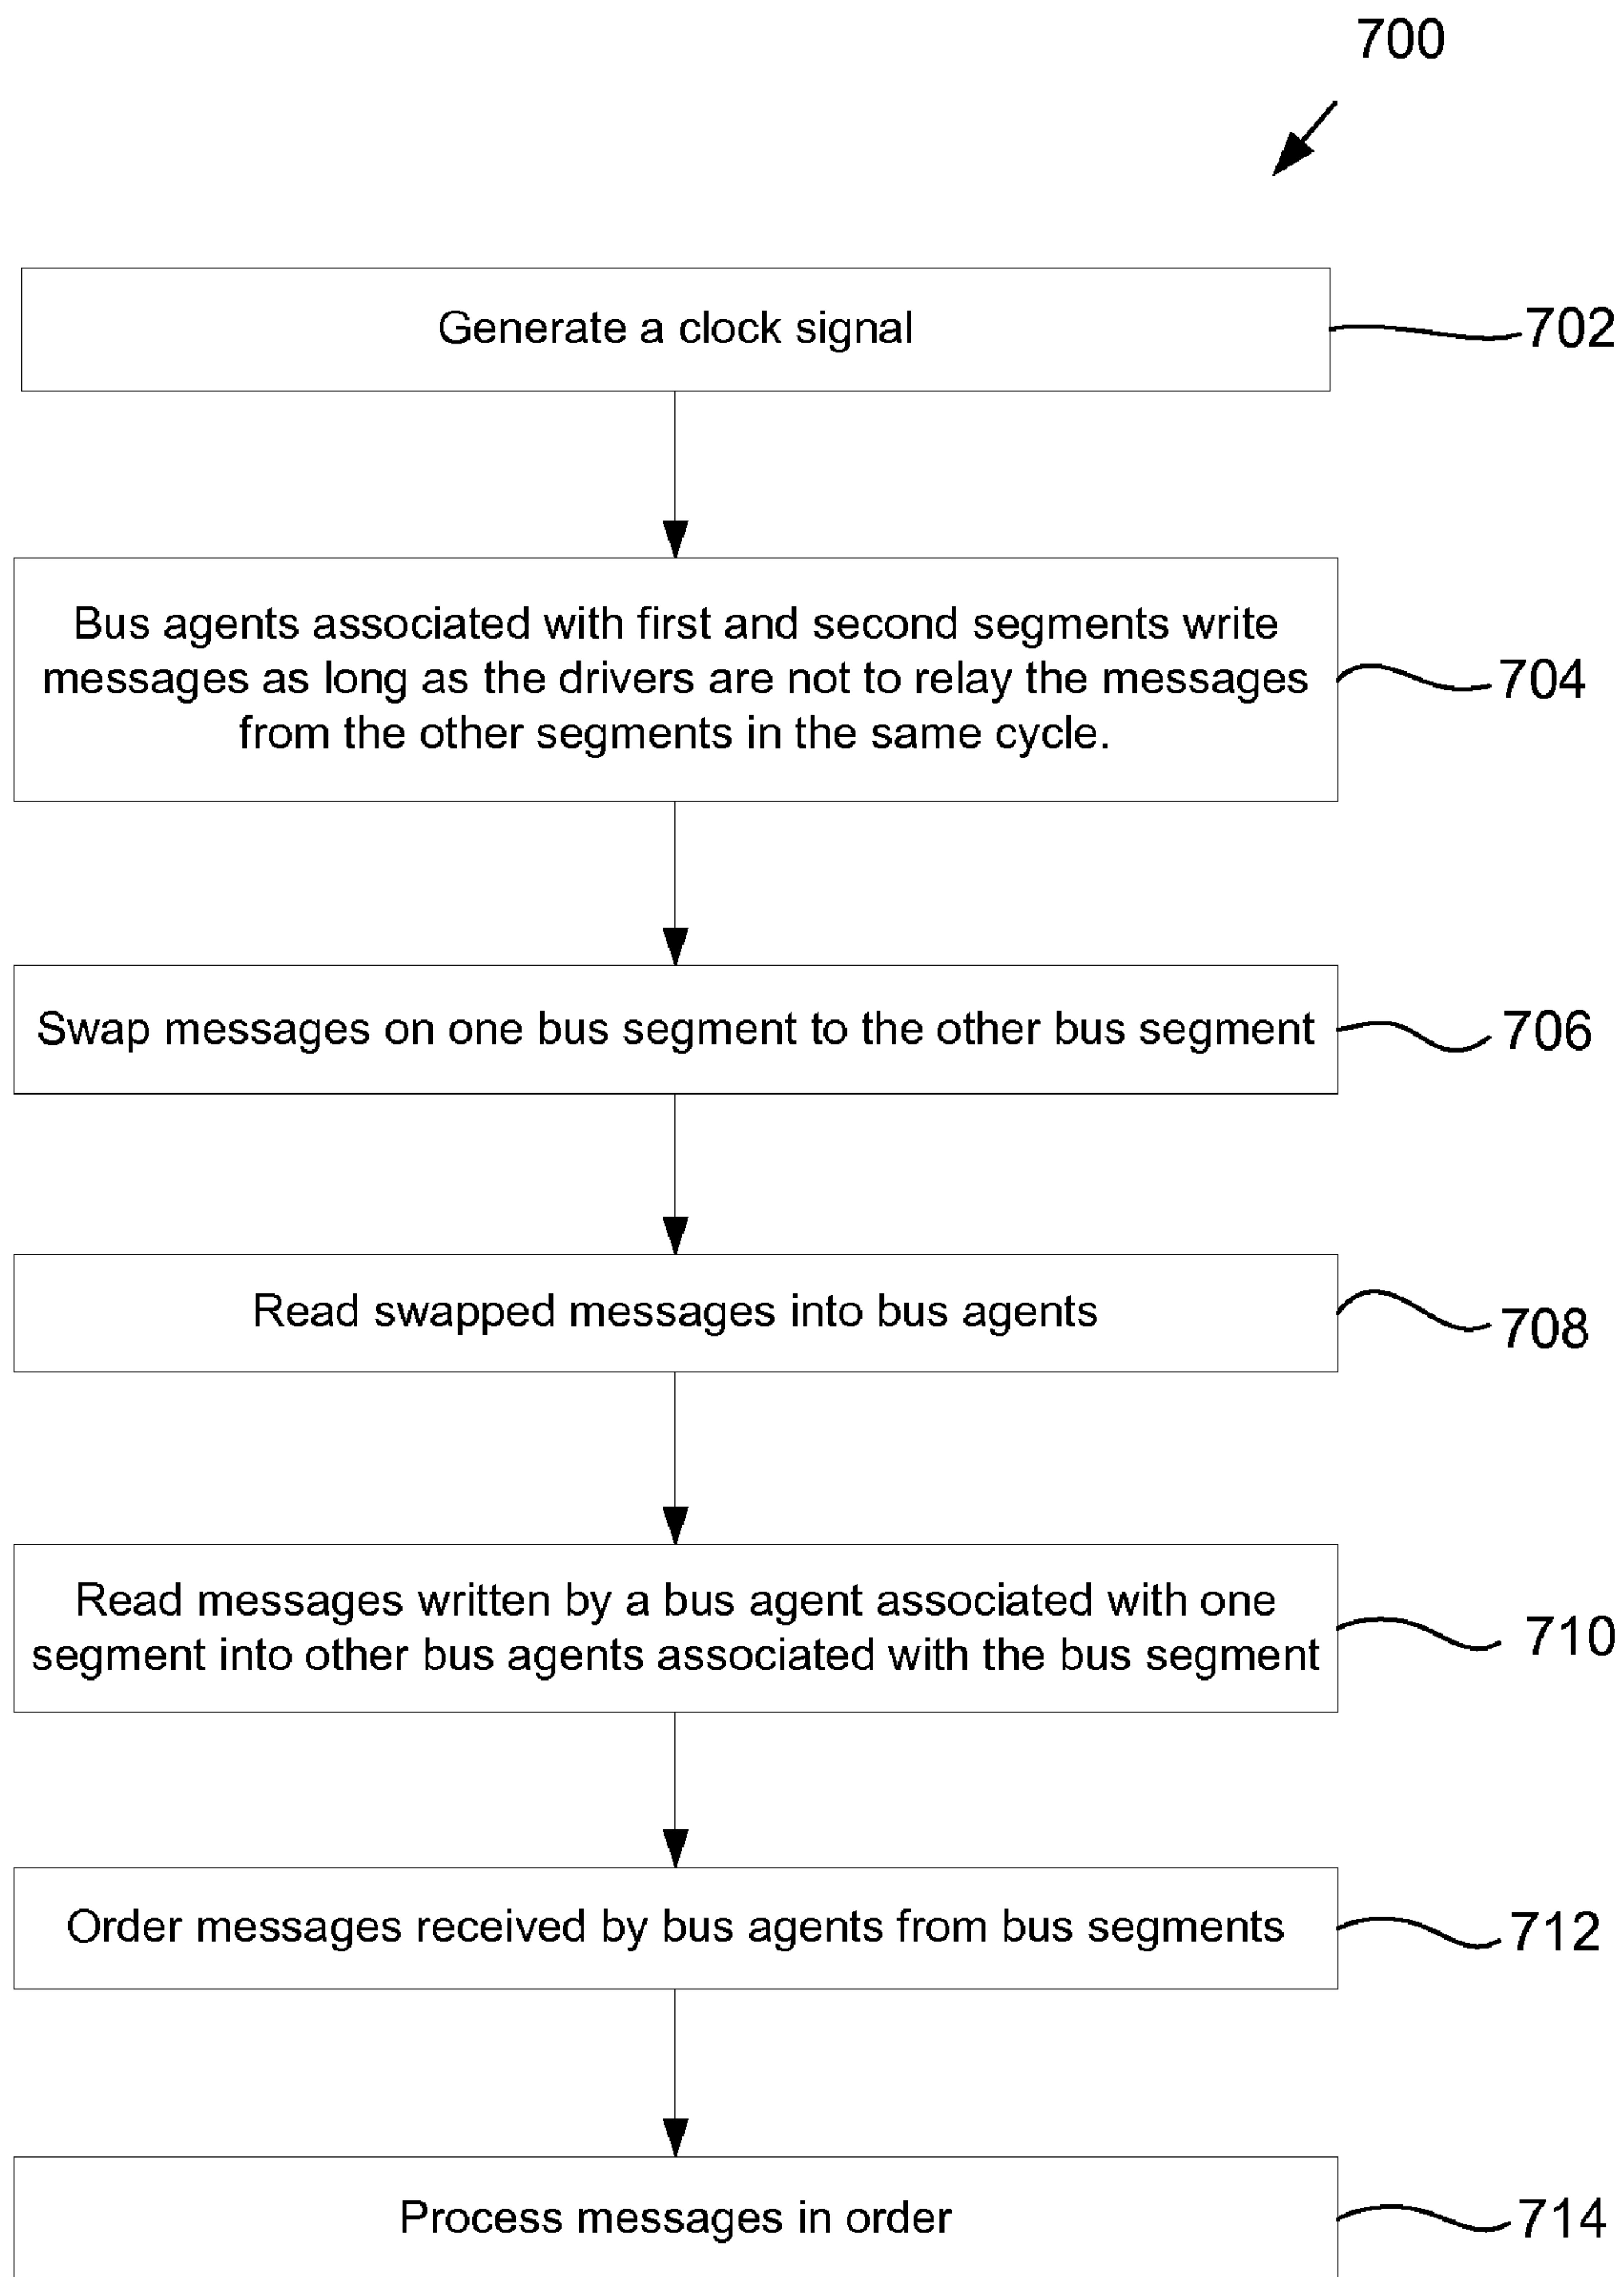 700
Generate a clock signal
702
Bus agents associated with first and second segments write
messages as long as the drivers are not to relay the messages
from the other segments in the same cycle.
704
Swap messages on one bus segment to the other bus segment
706
Read swapped messages into bus agents
708
Read messages written by a bus agent associated with one
segment into other bus agents associated with the bus segment
710
Order messages received by bus agents from bus segments
712
Process messages in order
714